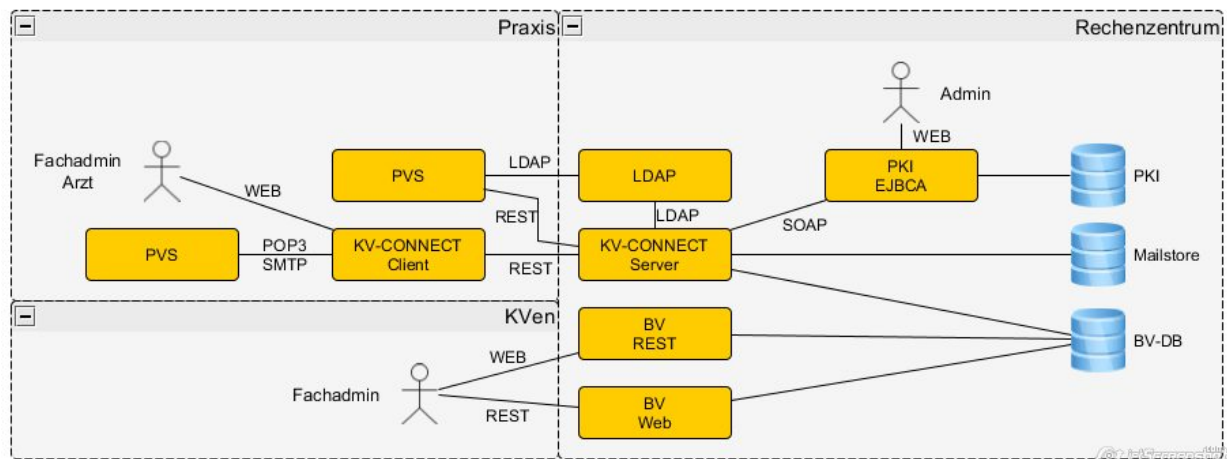 Praxis
Rechenzentrum
Admin
WEB
Fachadmin
Arzt
WEB
PVS
LDAP
LDAP
PKI
EJBCA
PKI
REST
LDAP
SOAP
PVS
POP3
SMTP
KV-CONNECT
Client
REST
KV-CONNECT
Server
Mailstore
KVen
BV
REST
BV-DB
WEB
Fachadmin
REST
BV
Web